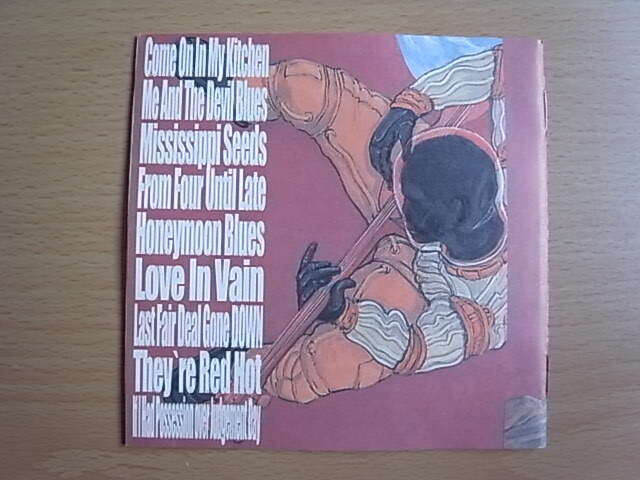 Come On In My Kitchen
Me And The Devil Blues
Mississippi Seeds
From Four Until Late
Honeymoon Blues
Love In Vain
Last Fair Deal Gone DOWN
They`re Red Hot
if I Had Possession over Judgement Day